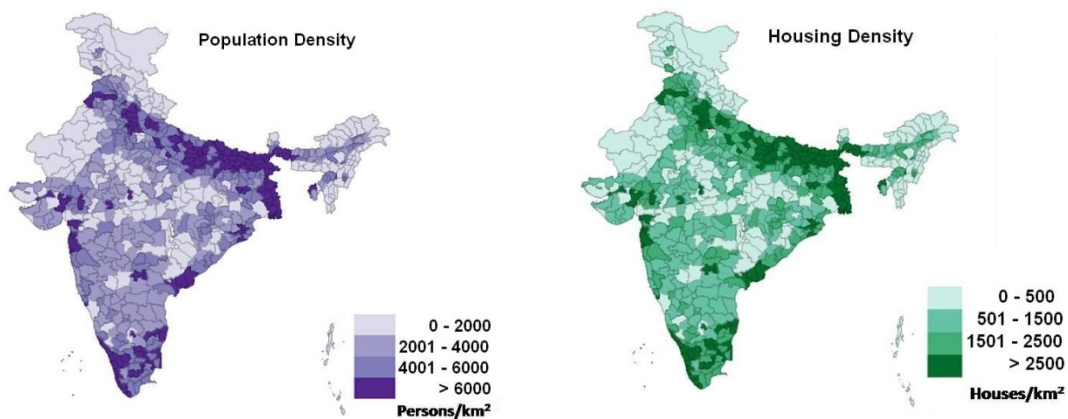 Population Density
0 - 2000
2001 - 4000
4001 - 6000
> 6000
Persons/km²
Housing Density
0 - 500
501 - 1500
1501 - 2500
> 2500
Houses/km²